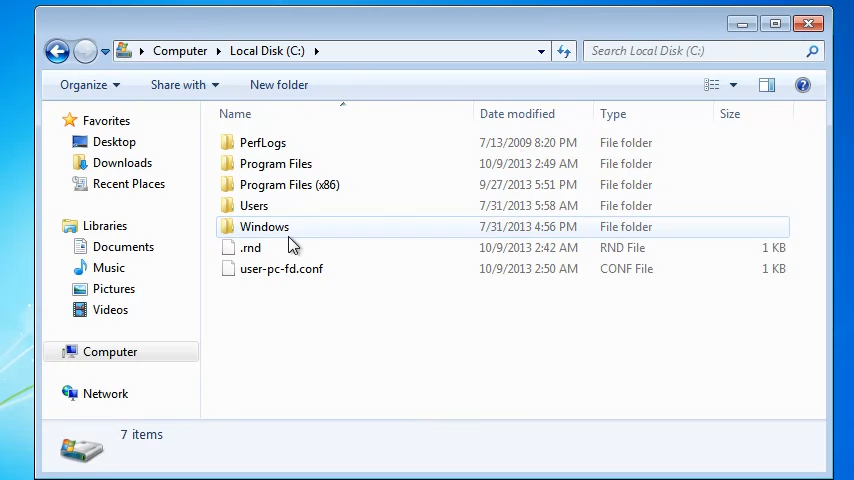 Computer Local Disk (C:) Search Local Disk (C:)
Organize Share with New folder
Name Date modified Type Size
Favorites
Desktop
Downloads
Recent Places
Libraries
Documents
Music
Pictures
Videos
Computer
Network
PerfLogs 7/13/2009 8:20 PM File folder
Program Files 10/9/2013 2:49 AM File folder
Program Files (x86) 9/27/2013 5:51 PM File folder
Users 7/31/2013 5:58 AM File folder
Windows 7/31/2013 4:56 PM File folder
.rnd 10/9/2013 2:42 AM RND File 1 KB
user-pc-fd.conf 10/9/2013 2:50 AM CONF File 1 KB
7 items